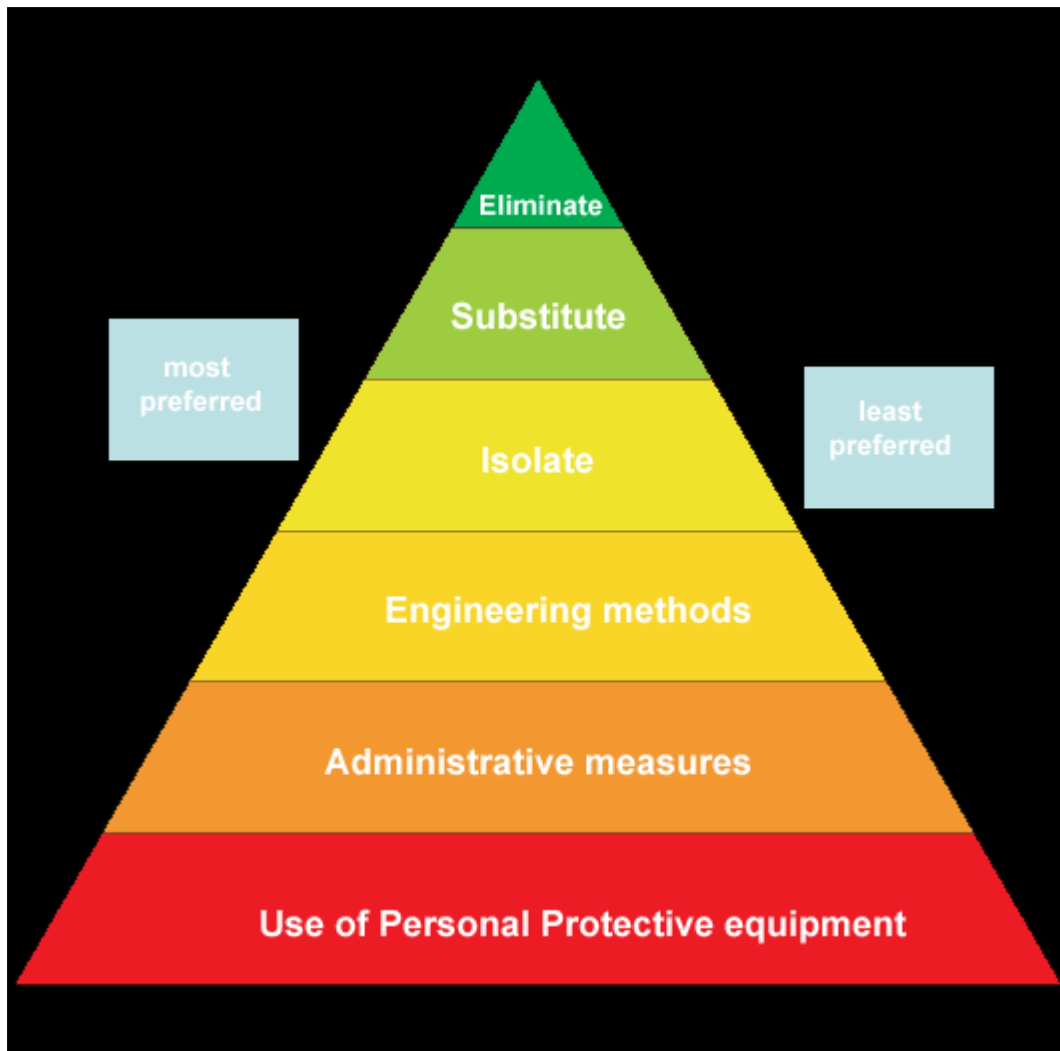 Eliminate
Substitute
most
preferred
least
preferred
Isolate
Engineering methods
Administrative measures
Use of Personal Protective equipment